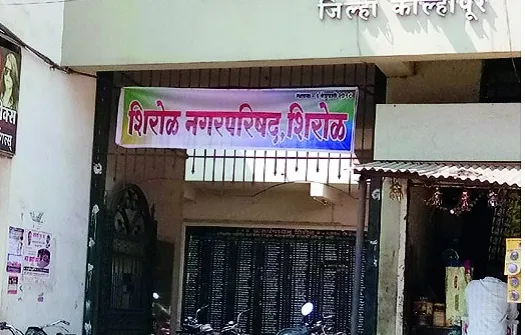 जिल्हा कोल्हापूर
शिरोळ नगरपरिषद, शिरोळ